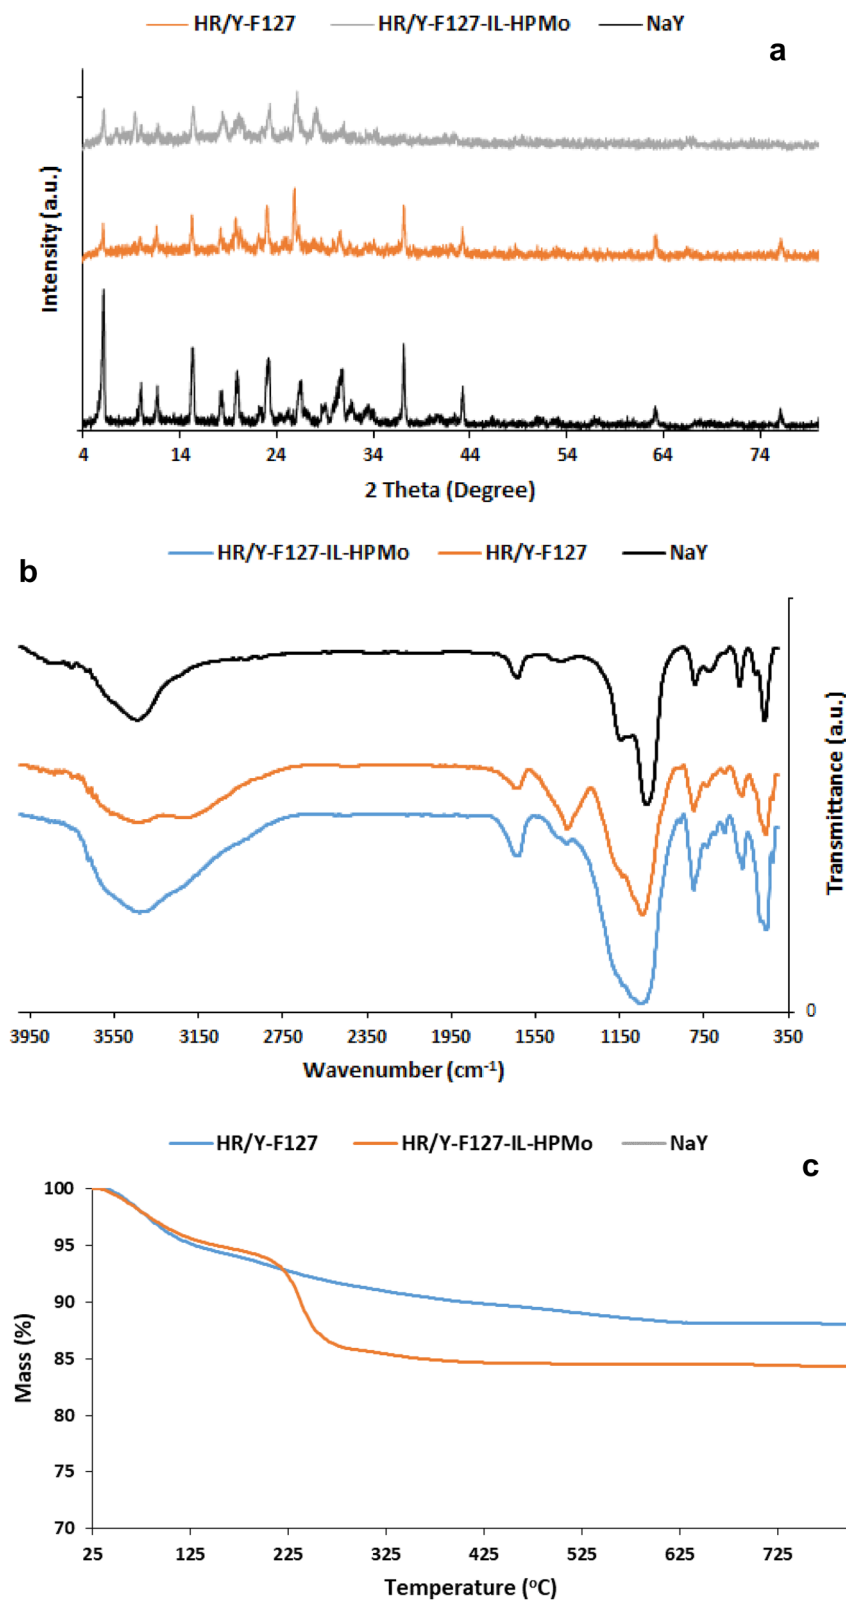 HR/Y-F127 HR/Y-F127-IL-HPMo NaY
a
Intensity (a.u.)
4 14 24 34 44 54 64 74
2 Theta (Degree)
HR/Y-F127-IL-HPMo HR/Y-F127 NaY
b
Transmittance (a.u.)
0
3950 3550 3150 2750 2350 1950 1550 1150 750 350
Wavenumber (cm⁻¹)
HR/Y-F127 HR/Y-F127-IL-HPMo NaY
c
Mass (%)
100
95
90
85
80
75
70
25 125 225 325 425 525 625 725
Temperature (ºC)